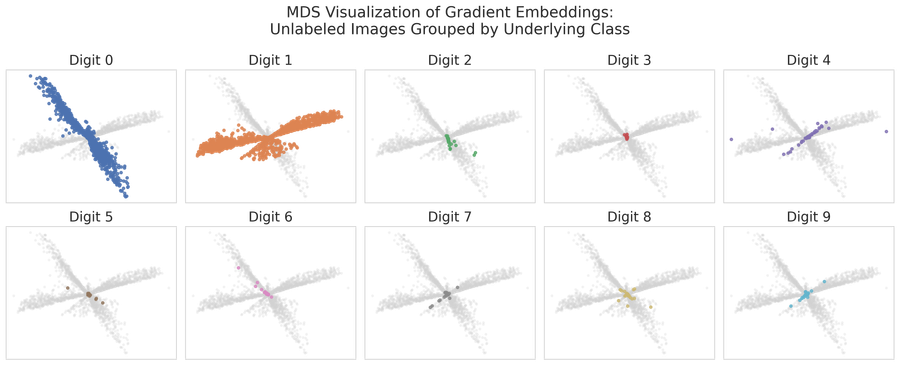 MDS Visualization of Gradient Embeddings:
Unlabeled Images Grouped by Underlying Class
Digit 0
Digit 1
Digit 2
Digit 3
Digit 4
Digit 5
Digit 6
Digit 7
Digit 8
Digit 9